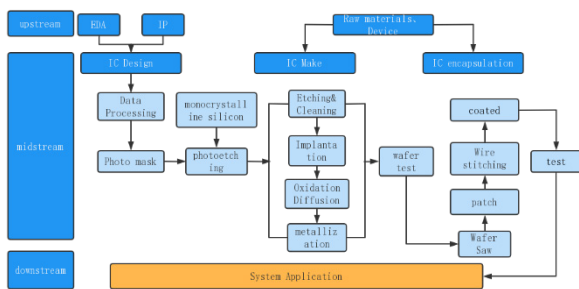 upstream
EDA
IP
Raw materials、
Device
IC Design
IC Make
IC encapsulation
midstream
Data
Processing
monocrystall
ine silicon
Etching&
Cleaning
coated
Photo mask
photoetch
ing
Implanta
tion
wafer
test
Wire
stitching
test
Oxidation
Diffusion
patch
metalliz
ization
Wafer
Saw
downstream
System Application